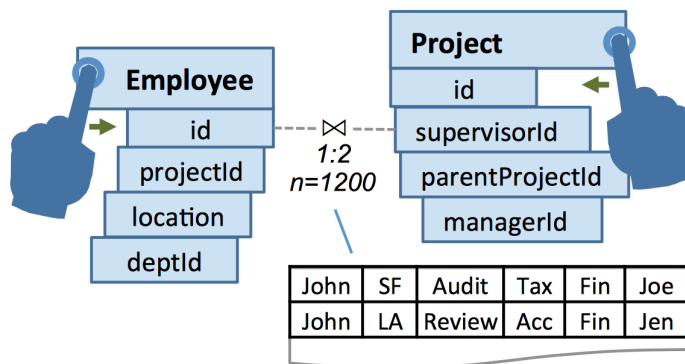 Employee
id
projectId
location
deptId
Project
id
supervisorId
parentProjectId
managerId
⋈
1:2
n=1200
John SF Audit Tax Fin Joe
John LA Review Acc Fin Jen